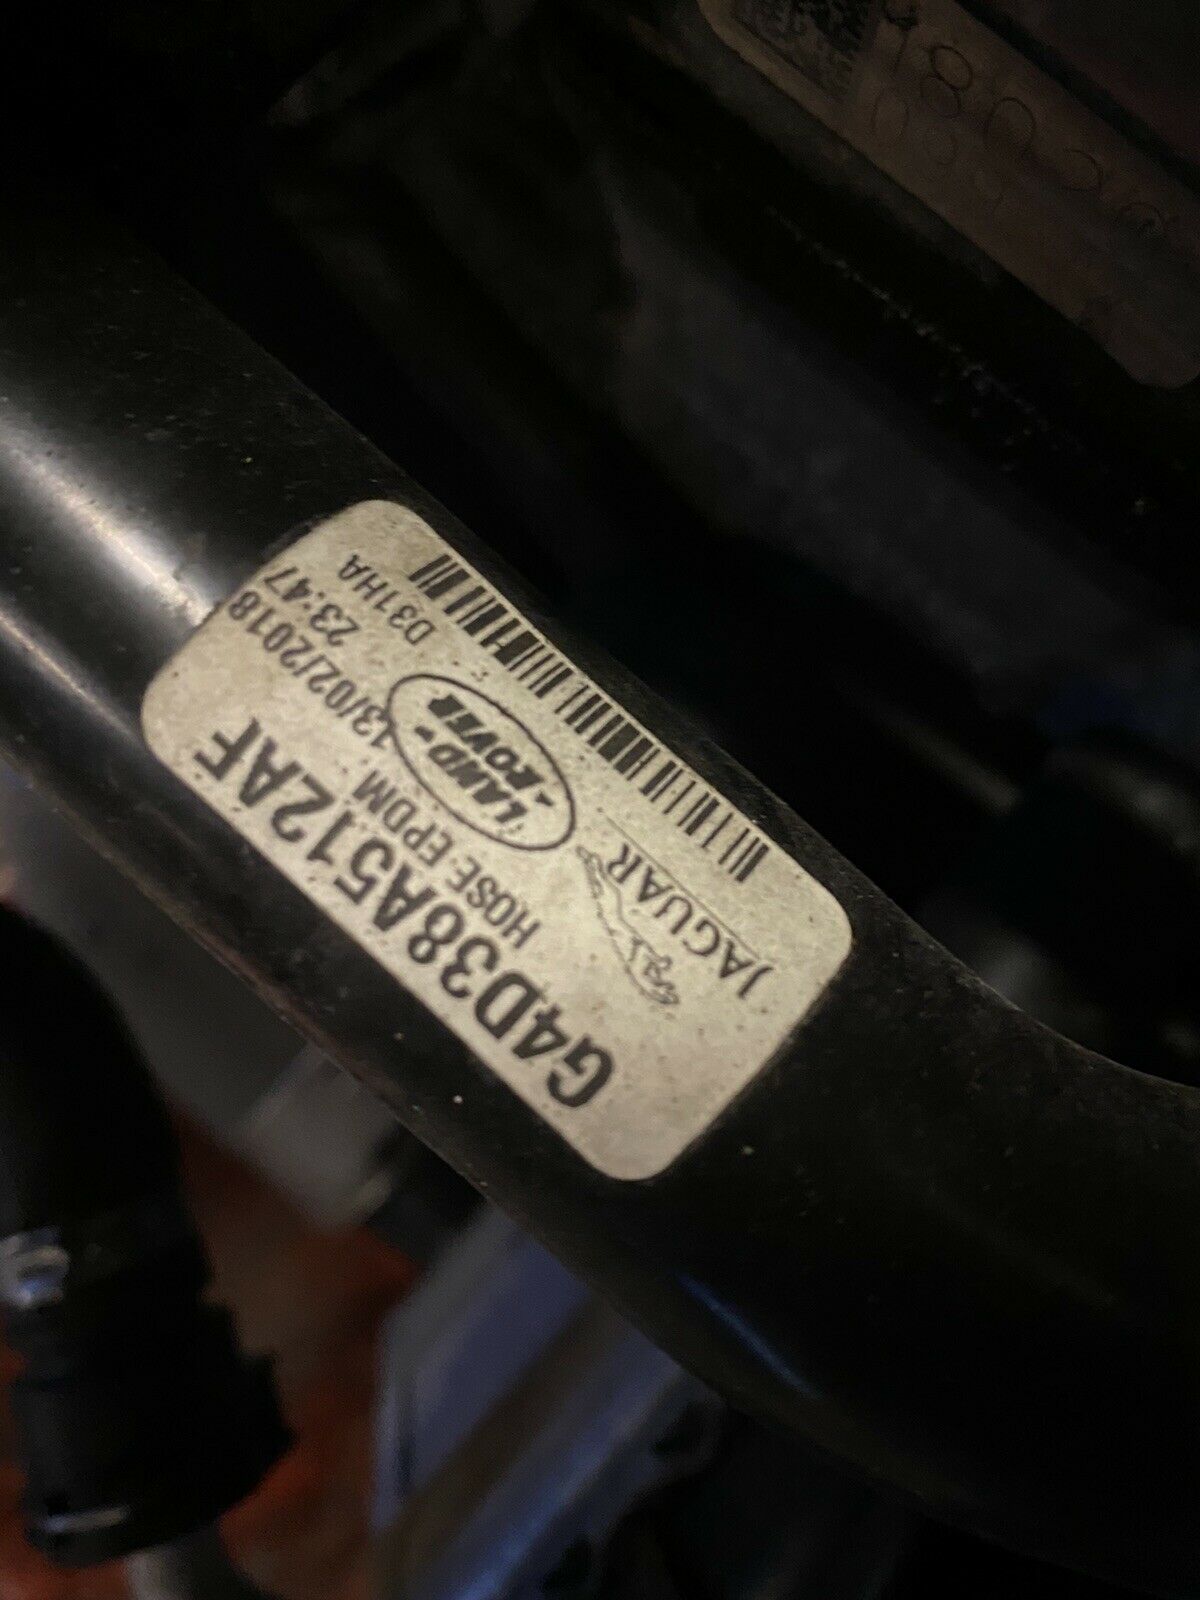 G4D38A512AF
HOSE EPDM 13/02/2018
23:47
JAGUAR
LAND-
ROVER
D31HA